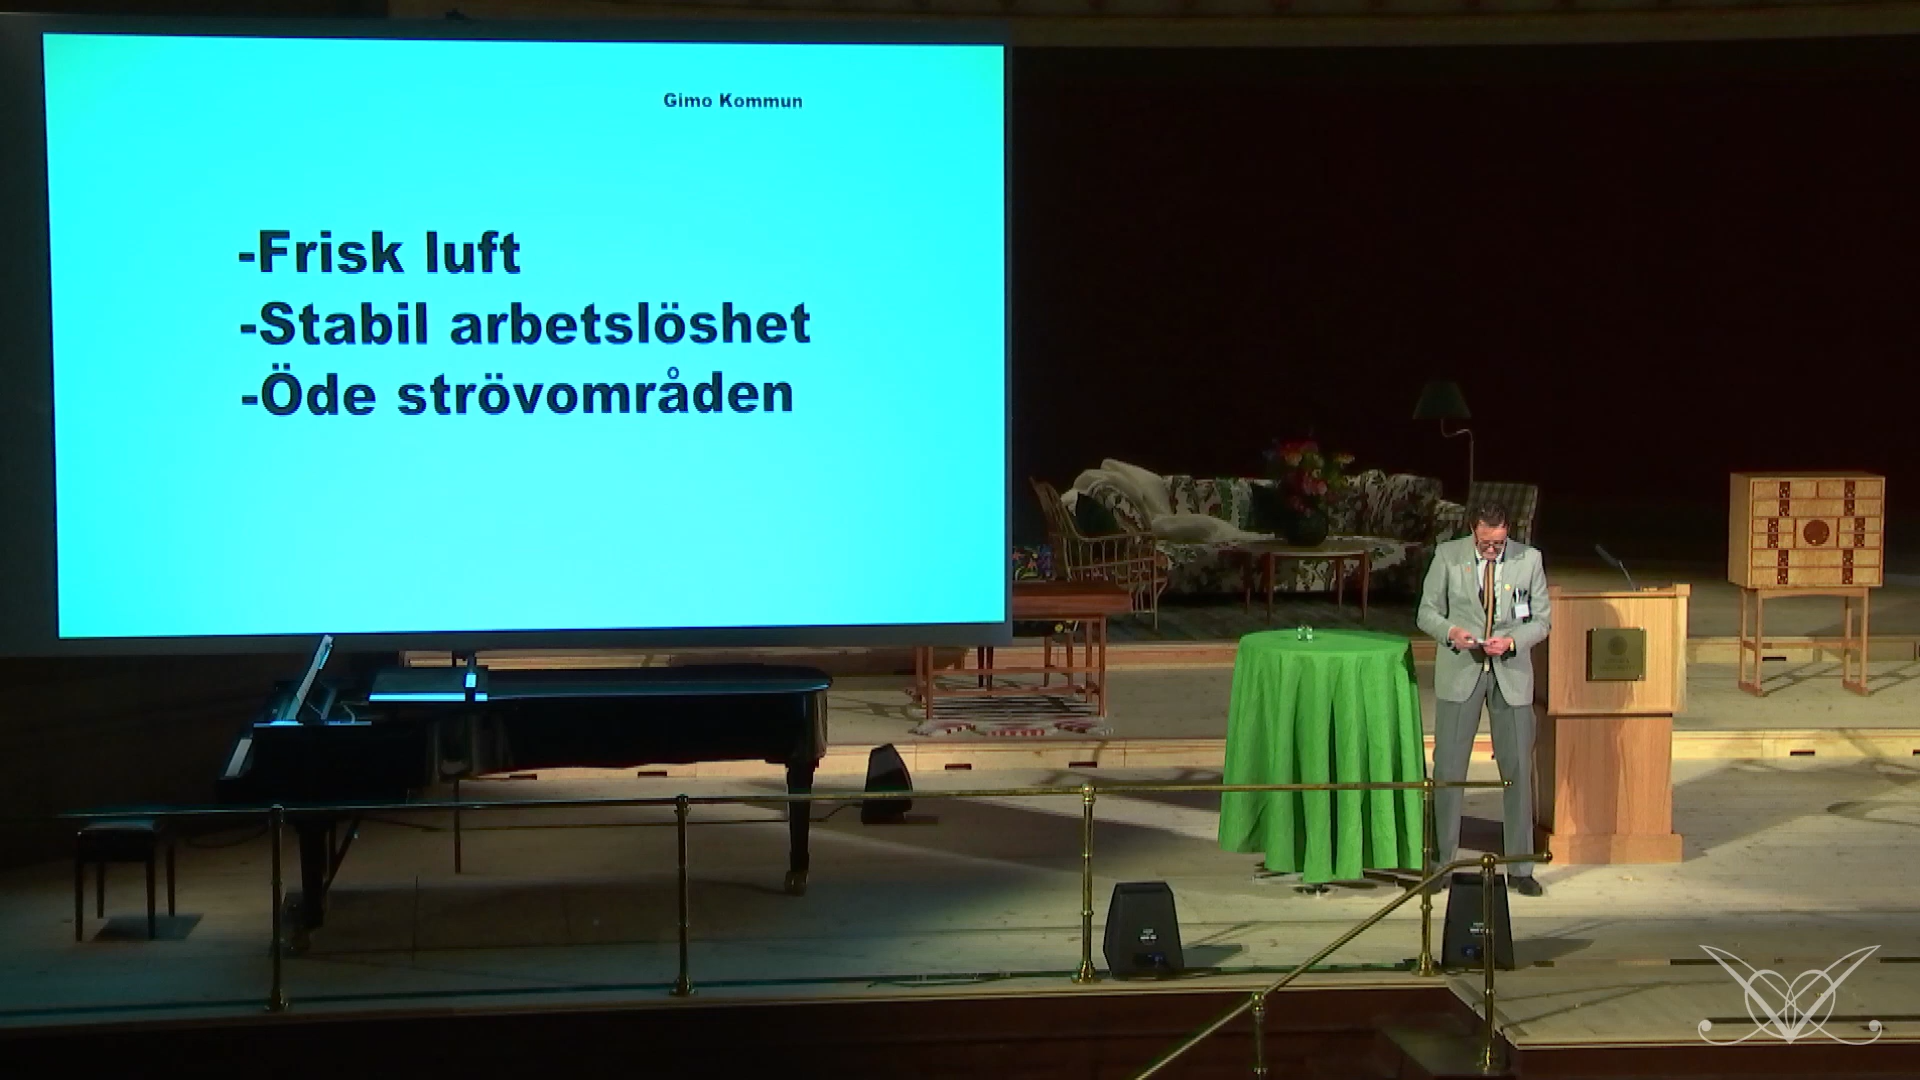 Gimo Kommun
-Frisk luft
-Stabil arbetslöshet
-Öde strövområden